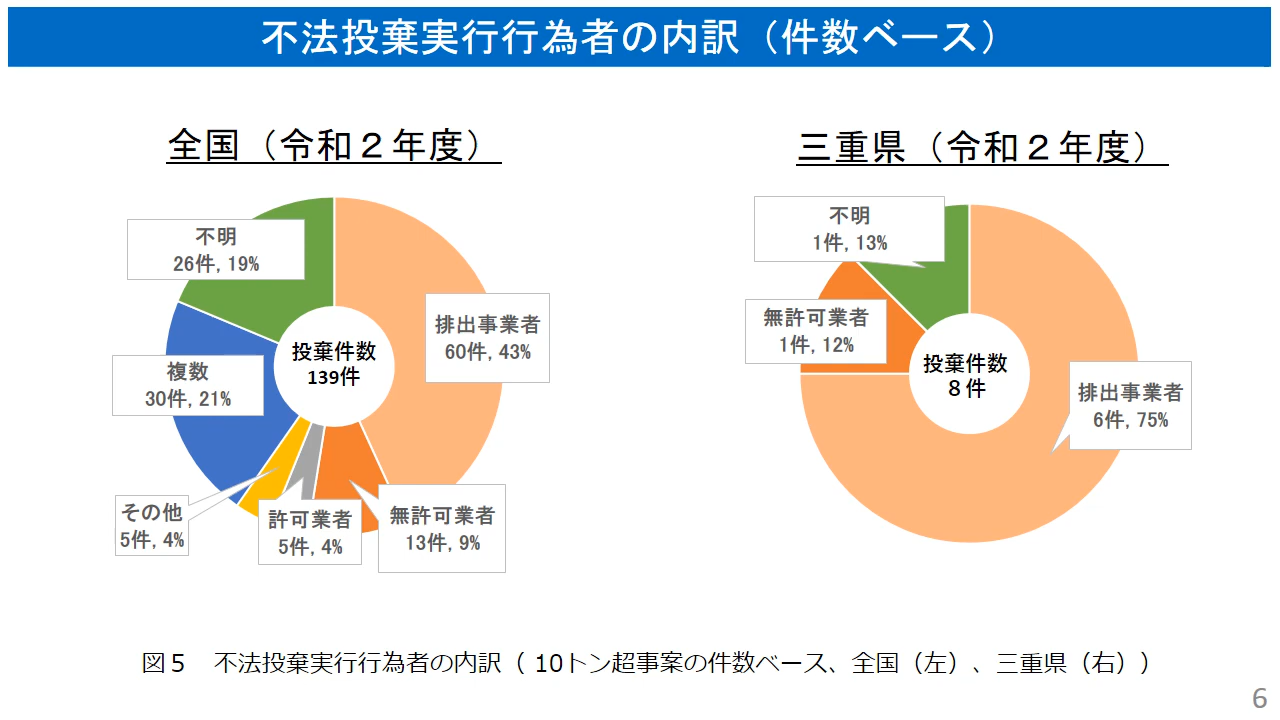 不法投棄実行行為者の内訳（件数ベース）
全国（令和２年度）
不明
26件, 19%
排出事業者
60件, 43%
複数
30件, 21%
投棄件数
139件
その他
5件, 4%
許可業者
5件, 4%
無許可業者
13件, 9%
三重県（令和２年度）
不明
1件, 13%
無許可業者
1件, 12%
投棄件数
８件
排出事業者
6件, 75%
図５　不法投棄実行行為者の内訳（ 10トン超事案の件数ベース、全国（左）、三重県（右））
6